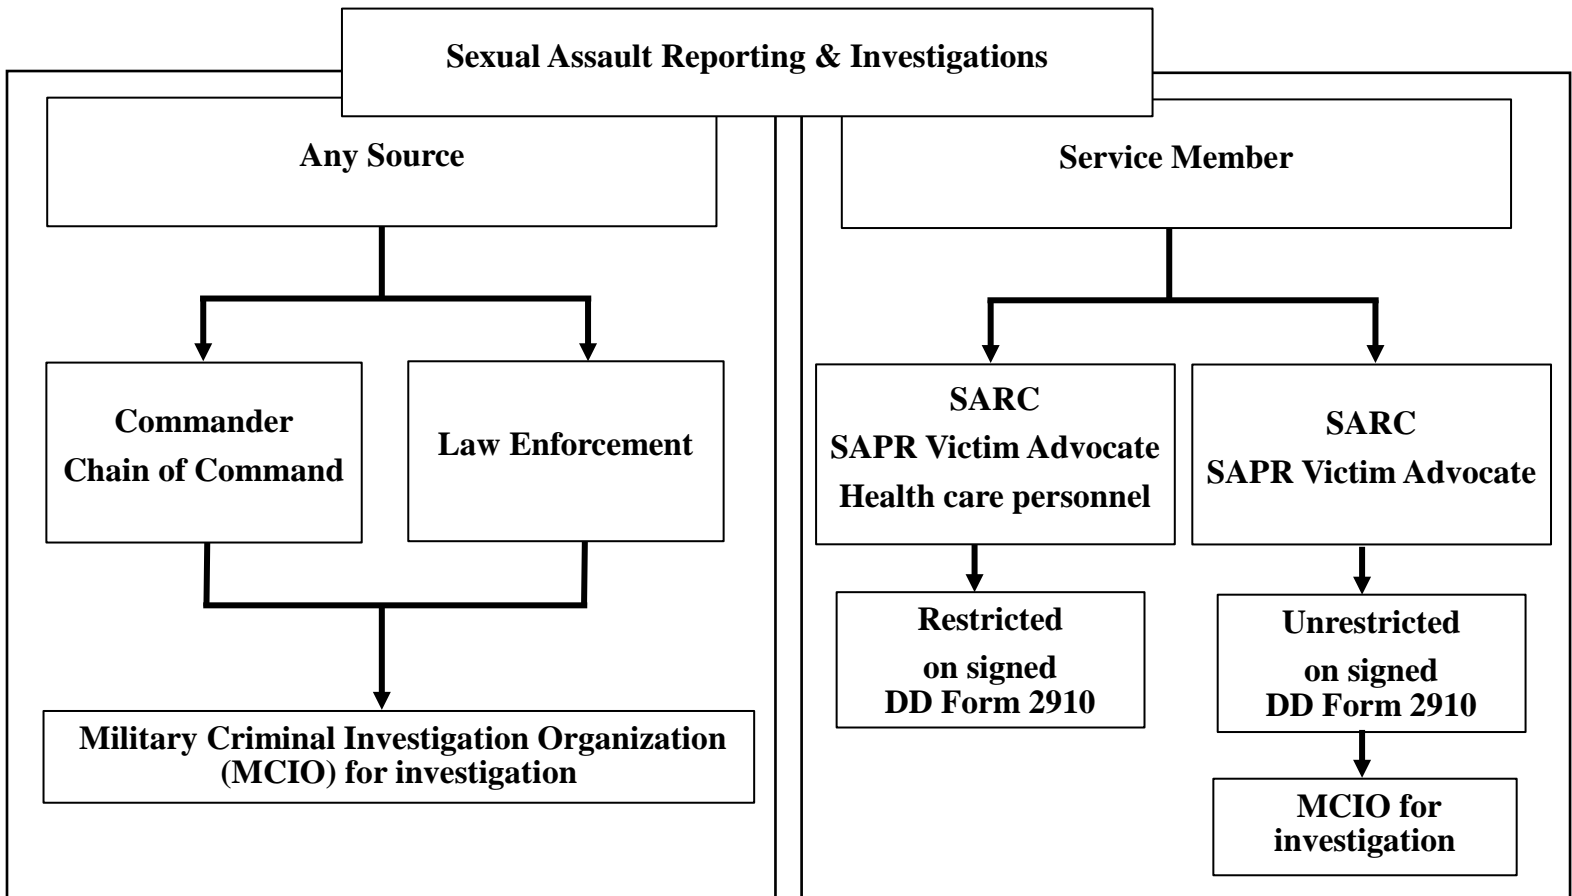 Sexual Assault Reporting & Investigations
Any Source
Service Member
Commander
Chain of Command
Law Enforcement
SARC
SAPR Victim Advocate
Health care personnel
SARC
SAPR Victim Advocate
Restricted
on signed
DD Form 2910
Unrestricted
on signed
DD Form 2910
Military Criminal Investigation Organization
(MCIO) for investigation
MCIO for
investigation